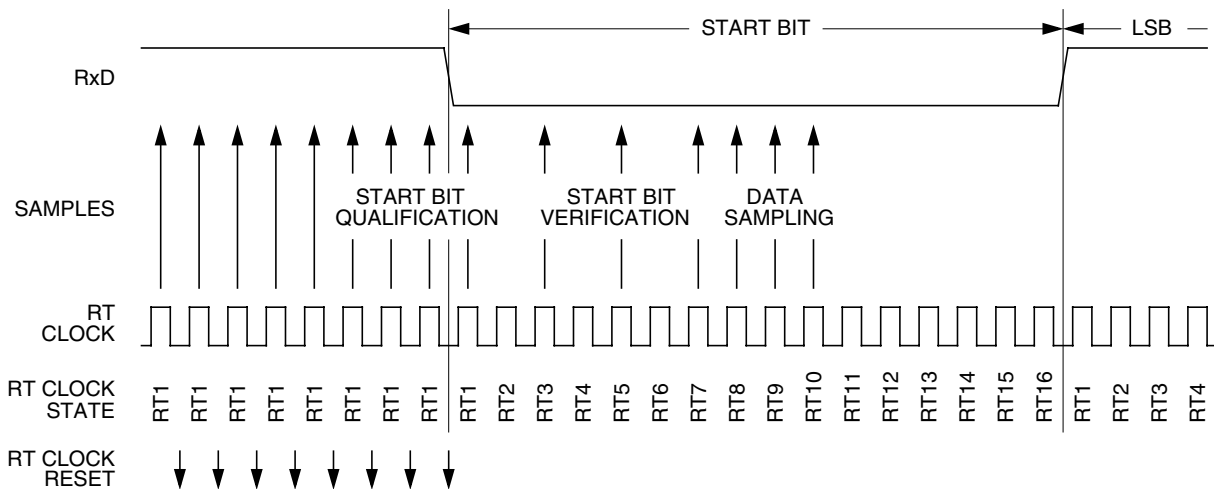 START BIT
LSB
RxD
SAMPLES
START BIT
QUALIFICATION
START BIT
VERIFICATION
DATA
SAMPLING
RT
CLOCK
RT CLOCK
STATE
RT1 RT1 RT1 RT1 RT1 RT1 RT1 RT1 RT1 RT2 RT3 RT4 RT5 RT6 RT7 RT8 RT9 RT10 RT11 RT12 RT13 RT14 RT15 RT16 RT1 RT2 RT3 RT4
RT CLOCK
RESET